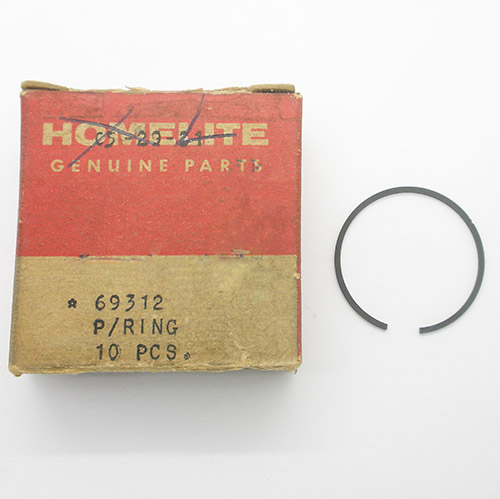 HOMELITE
GENUINE PARTS
* 69312
P/RING
10 PCS.